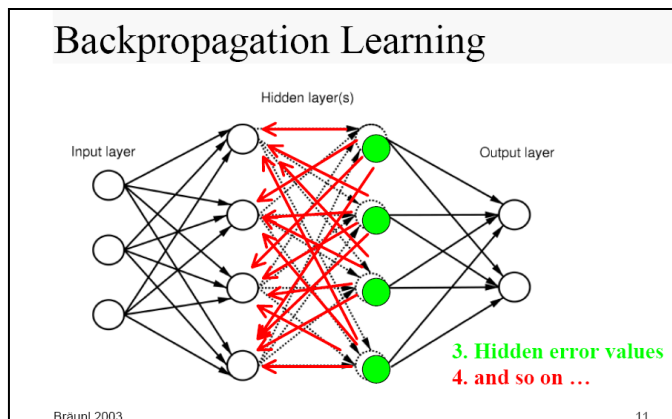 Backpropagation Learning
Hidden layer(s)
Input layer
Output layer
3. Hidden error values
4. and so on ...
Bräunl 2003
11